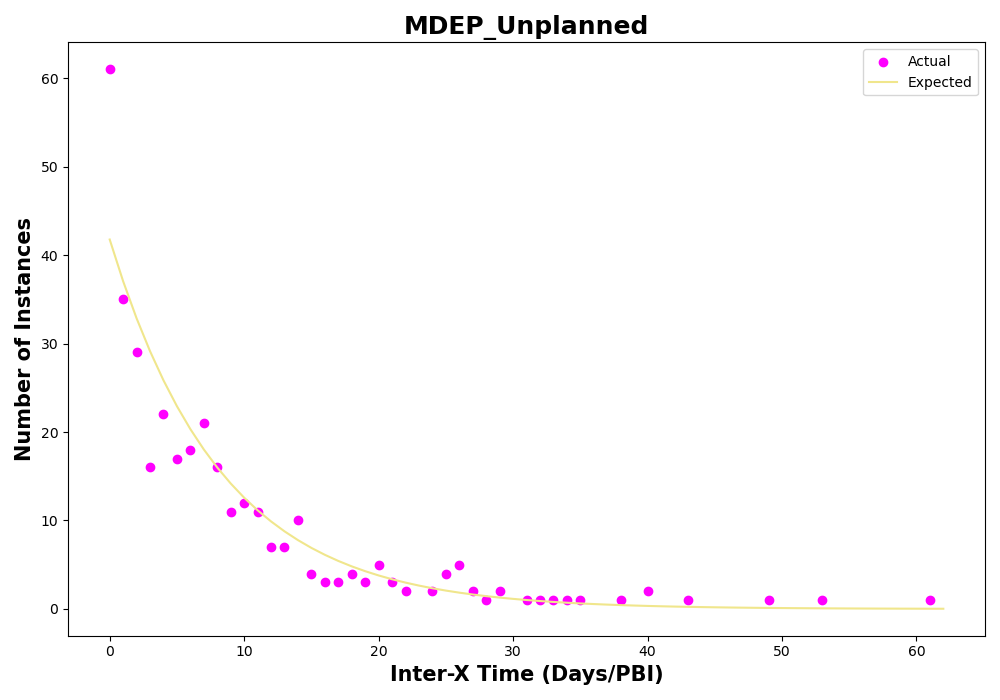 MDEP_Unplanned
Actual
Expected
Number of Instances
60
50
40
30
20
10
0
0 10 20 30 40 50 60
Inter-X Time (Days/PBI)